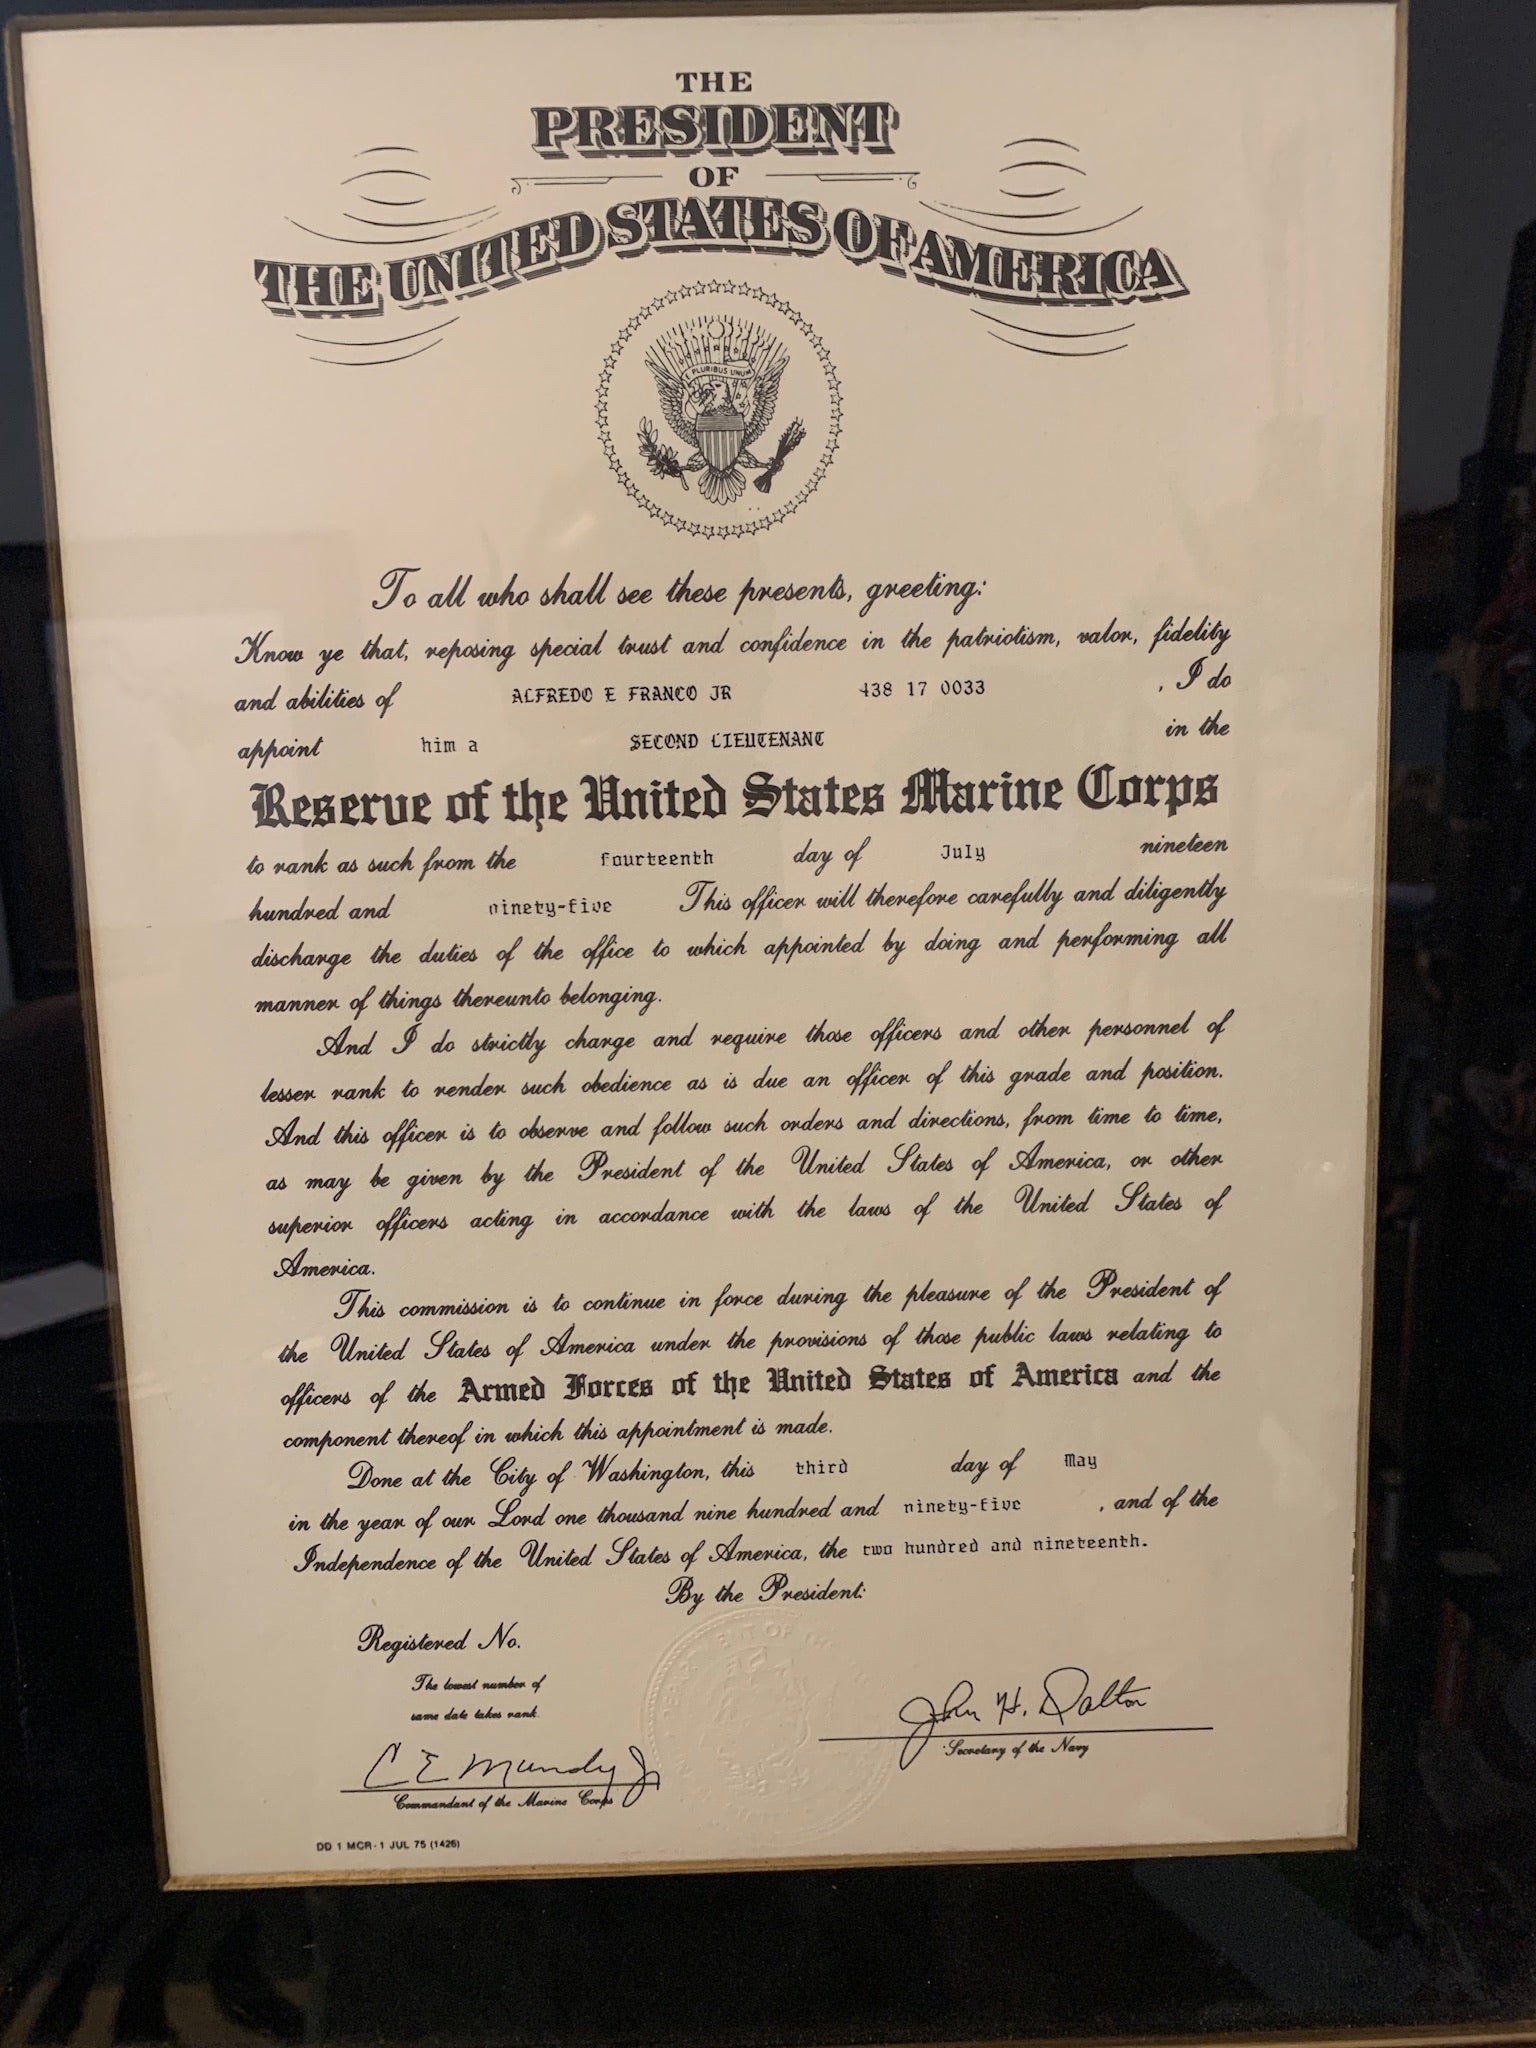 THE
PRESIDENT
OF
THE UNITED STATES OF AMERICA
E PLURIBUS UNUM
To all who shall see these presents, greeting:
Know ye that, reposing special trust and confidence in the patriotism, valor, fidelity
and abilities of ALFREDO E FRANCO JR 438 17 0033 , I do
appoint him a SECOND LIEUTENANT in the
Reserve of the United States Marine Corps
to rank as such from the fourteenth day of July nineteen
hundred and ninety-five This officer will therefore carefully and diligently
discharge the duties of the office to which appointed by doing and performing all
manner of things thereunto belonging.
And I do strictly charge and require those officers and other personnel of
lesser rank to render such obedience as is due an officer of this grade and position.
And this officer is to observe and follow such orders and directions, from time to time,
as may be given by the President of the United States of America, or other
superior officers acting in accordance with the laws of the United States of
America.
This commission is to continue in force during the pleasure of the President of
the United States of America under the provisions of those public laws relating to
officers of the Armed Forces of the United States of America and the
component thereof in which this appointment is made.
Done at the City of Washington, this third day of May
in the year of our Lord one thousand nine hundred and ninety-five , and of the
Independence of the United States of America, the two hundred and nineteenth.
By the President:
Registered No.
The lowest number of
same date takes rank.
DEPARTMENT OF
C E Mundy Jr
Commandant of the Marine Corps
John H. Dalton
Secretary of the Navy
DD 1 MCR-1 JUL 75 (1426)